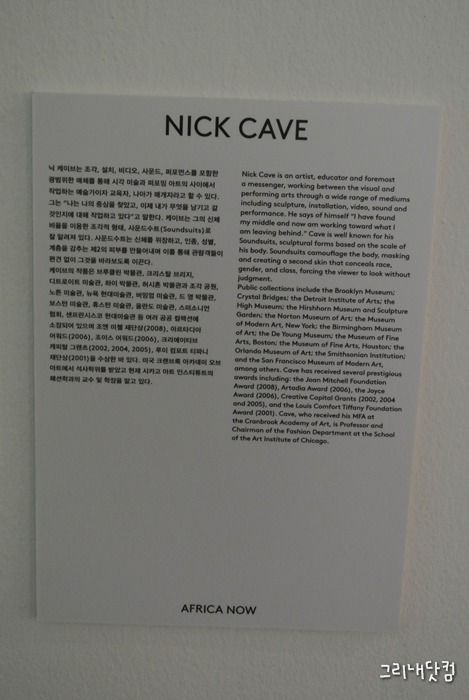 NICK CAVE
닉 케이브는 조각, 설치, 비디오, 사운드, 퍼포먼스를 포함한
광범위한 매체를 통해 시각 미술과 퍼포밍 아트의 사이에서
작업하는 예술가이자 교육자, 나아가 매개자라고 할 수 있다.
그는 "나는 나의 중심을 찾았고, 이제 내가 무엇을 남기고 갈
것인지에 대해 작업하고 있다"고 말한다. 케이브는 그의 신체
비율을 이용한 조각적 형태, 사운드수트(Soundsuits)로
잘 알려져 있다. 사운드수트는 신체를 위장하고, 인종, 성별,
계층을 감추는 제2의 피부를 만들어내며 이를 통해 관람객들이
편견 없이 그것을 바라보도록 이끈다.
케이브의 작품은 브루클린 박물관, 크리스털 브리지,
디트로이트 미술관, 하이 박물관, 허시혼 박물관과 조각 공원,
노튼 미술관, 뉴욕 현대미술관, 버밍엄 미술관, 드 영 박물관,
보스턴 미술관, 휴스턴 미술관, 올란도 미술관, 스미소니언
협회, 샌프란시스코 현대미술관 등 여러 공공 컬렉션에
소장되어 있으며 조앤 미첼 재단상(2008), 아르타디아
어워드(2006), 조이스 어워드(2006), 크리에이티브
캐피털 그랜츠(2002, 2004, 2005), 루이 컴포트 티파니
재단상(2001)을 수상한 바 있다. 미국 크랜브룩 아카데미 오브
아트에서 석사학위를 받았고 현재 시카고 아트 인스티튜트의
패션학과의 교수 및 학장을 맡고 있다.
Nick Cave is an artist, educator and foremost
a messenger, working between the visual and
performing arts through a wide range of mediums
including sculpture, installation, video, sound and
performance. He says of himself "I have found
my middle and now am working toward what I
am leaving behind." Cave is well known for his
Soundsuits, sculptural forms based on the scale of
his body. Soundsuits camouflage the body, masking
and creating a second skin that conceals race,
gender, and class, forcing the viewer to look without
judgment.
Public collections include the Brooklyn Museum;
Crystal Bridges; the Detroit Institute of Arts; the
High Museum; the Hirshhorn Museum and Sculpture
Garden; the Norton Museum of Art; the Museum
of Modern Art, New York; the Birmingham Museum
of Art; the De Young Museum; the Museum of Fine
Arts, Boston; the Museum of Fine Arts, Houston; the
Orlando Museum of Art; the Smithsonian Institution;
and the San Francisco Museum of Modern Art,
among others. Cave has received several prestigious
awards including: the Joan Mitchell Foundation
Award (2008), Artadia Award (2006), the Joyce
Award (2006), Creative Capital Grants (2002, 2004
and 2005), and the Louis Comfort Tiffany Foundation
Award (2001). Cave, who received his MFA at
the Cranbrook Academy of Art, is Professor and
Chairman of the Fashion Department at the School
of the Art Institute of Chicago.
AFRICA NOW
그리내닷컴